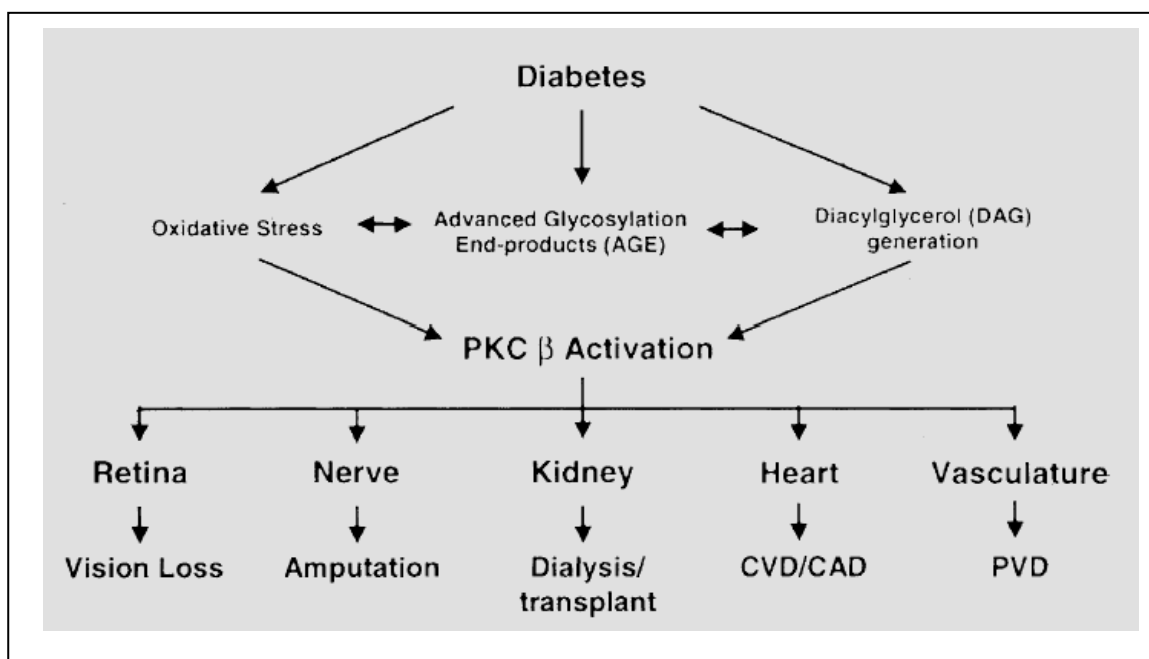 Diabetes
Oxidative Stress
Advanced Glycosylation
End-products (AGE)
Diacylglycerol (DAG)
generation
PKC β Activation
Retina
Nerve
Kidney
Heart
Vasculature
Vision Loss
Amputation
Dialysis/
transplant
CVD/CAD
PVD